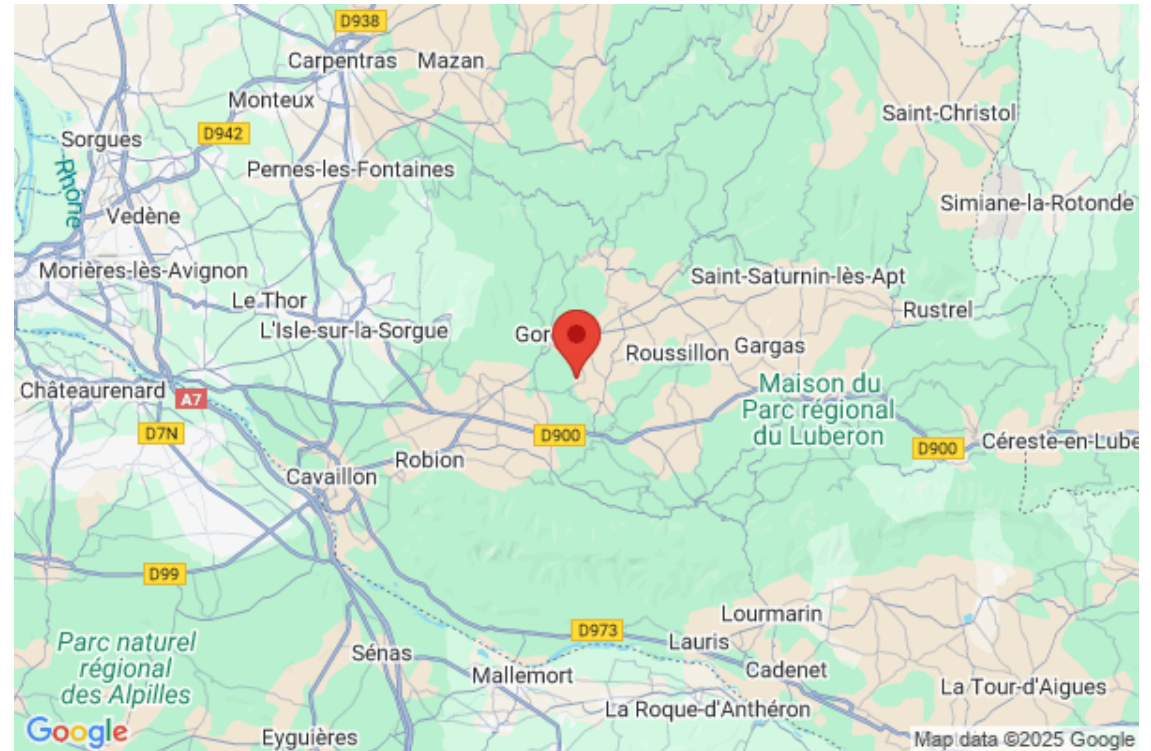 D938
Carpentras
Mazan
Monteux
Saint-Christol
D942
Sorgues
Pernes-les-Fontaines
Rhône
Simiane-la-Rotonde
Vedène
Morières-lès-Avignon
Saint-Saturnin-lès-Apt
Le Thor
Rustrel
L'Isle-sur-la-Sorgue
Gor
Roussillon
Gargas
Châteaurenard
A7
Maison du
Parc régional
du Luberon
D7N
D900
D900
Céreste-en-Lube
Robion
Cavaillon
D99
Lourmarin
D973
Lauris
Parc naturel
régional
des Alpilles
Sénas
Cadenet
Mallemort
La Tour-d'Aigues
La Roque-d'Anthéron
Google
Eyguières
Map data ©2025 Google